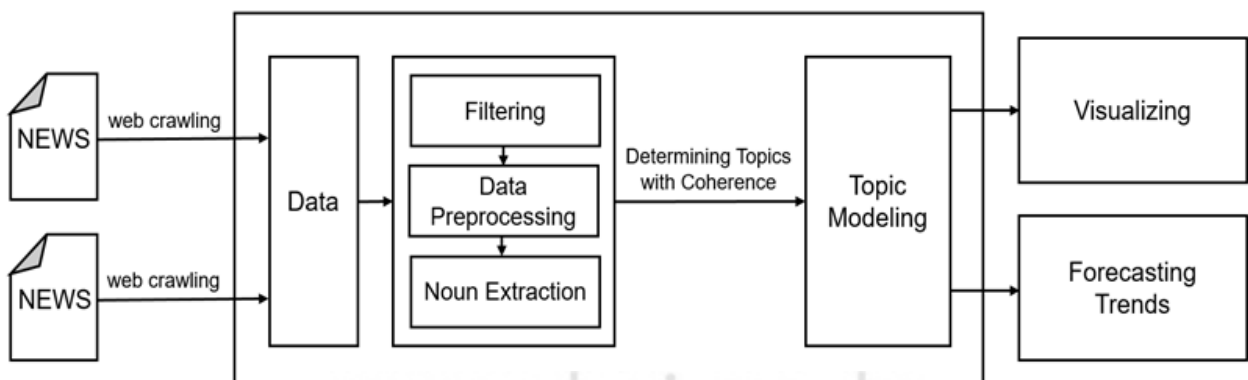 NEWS
web crawling
NEWS
web crawling
Data
Filtering
Data
Preprocessing
Noun Extraction
Determining Topics
with Coherence
Topic
Modeling
Visualizing
Forecasting
Trends